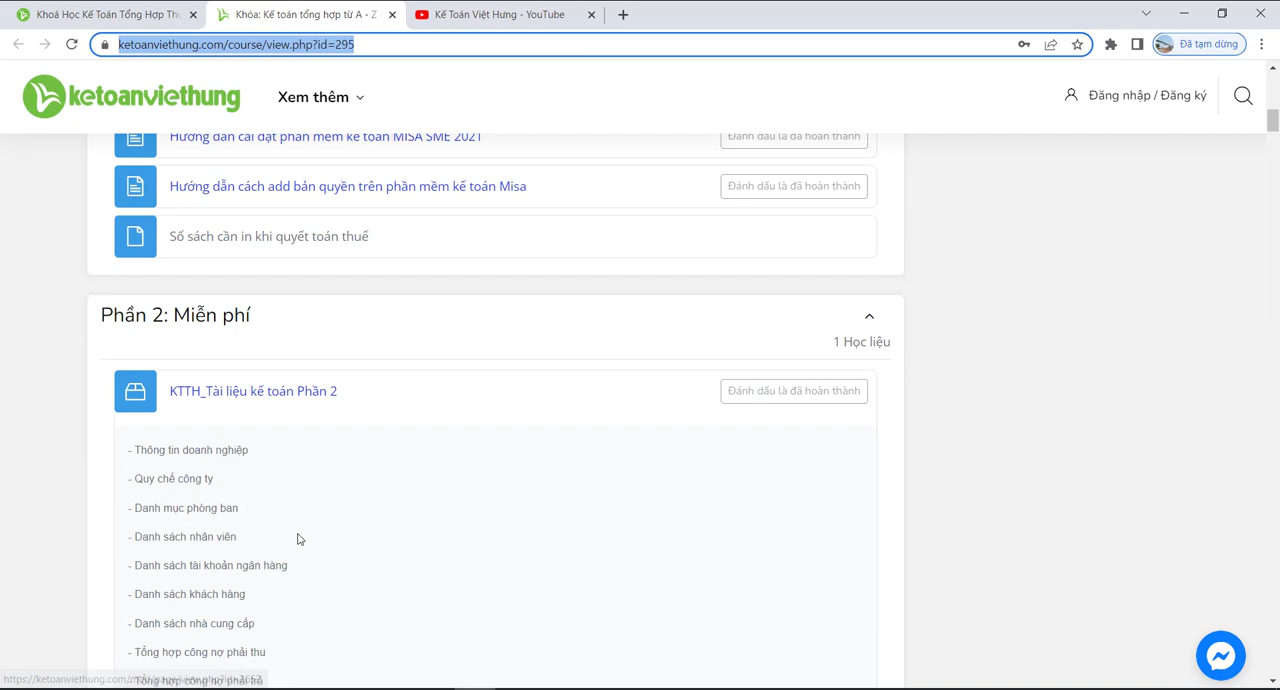 Khoá Học Kế Toán Tổng Hợp Thu
Khóa: Kế toán tổng hợp từ A - Z
Kế Toán Việt Hưng - YouTube
ketoanviethung.com/course/view.php?id=295
Đã tạm dừng
ketoanviethung
Xem thêm
Đăng nhập / Đăng ký
Hướng dẫn cài đặt phần mềm kế toán MISA SME 2021
Đánh dấu là đã hoàn thành
Hướng dẫn cách add bản quyền trên phần mềm kế toán Misa
Đánh dấu là đã hoàn thành
Sổ sách cần in khi quyết toán thuế
Phần 2: Miễn phí
1 Học liệu
KTTH_Tài liệu kế toán Phần 2
Đánh dấu là đã hoàn thành
- Thông tin doanh nghiệp
- Quy chế công ty
- Danh mục phòng ban
- Danh sách nhân viên
- Danh sách tài khoản ngân hàng
- Danh sách khách hàng
- Danh sách nhà cung cấp
- Tổng hợp công nợ phải thu
- Tổng hợp công nợ phải trả